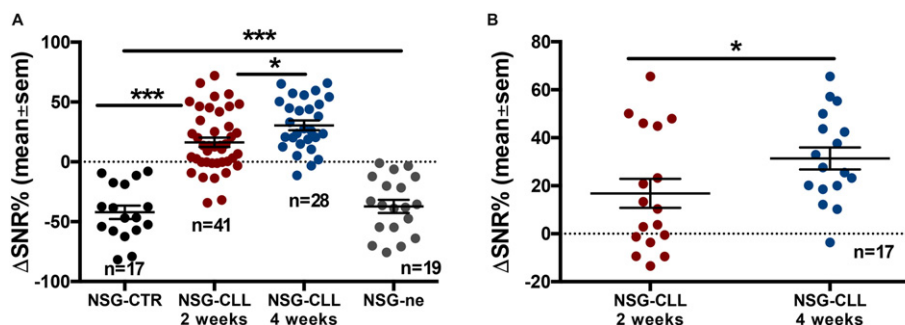 A
B
ΔSNR% (mean±sem)
100
50
0
-50
-100
***
***
*
n=17
n=41
n=28
n=19
NSG-CTR
NSG-CLL
2 weeks
NSG-CLL
4 weeks
NSG-ne
ΔSNR% (mean±sem)
80
60
40
20
0
-20
*
n=17
NSG-CLL
2 weeks
NSG-CLL
4 weeks